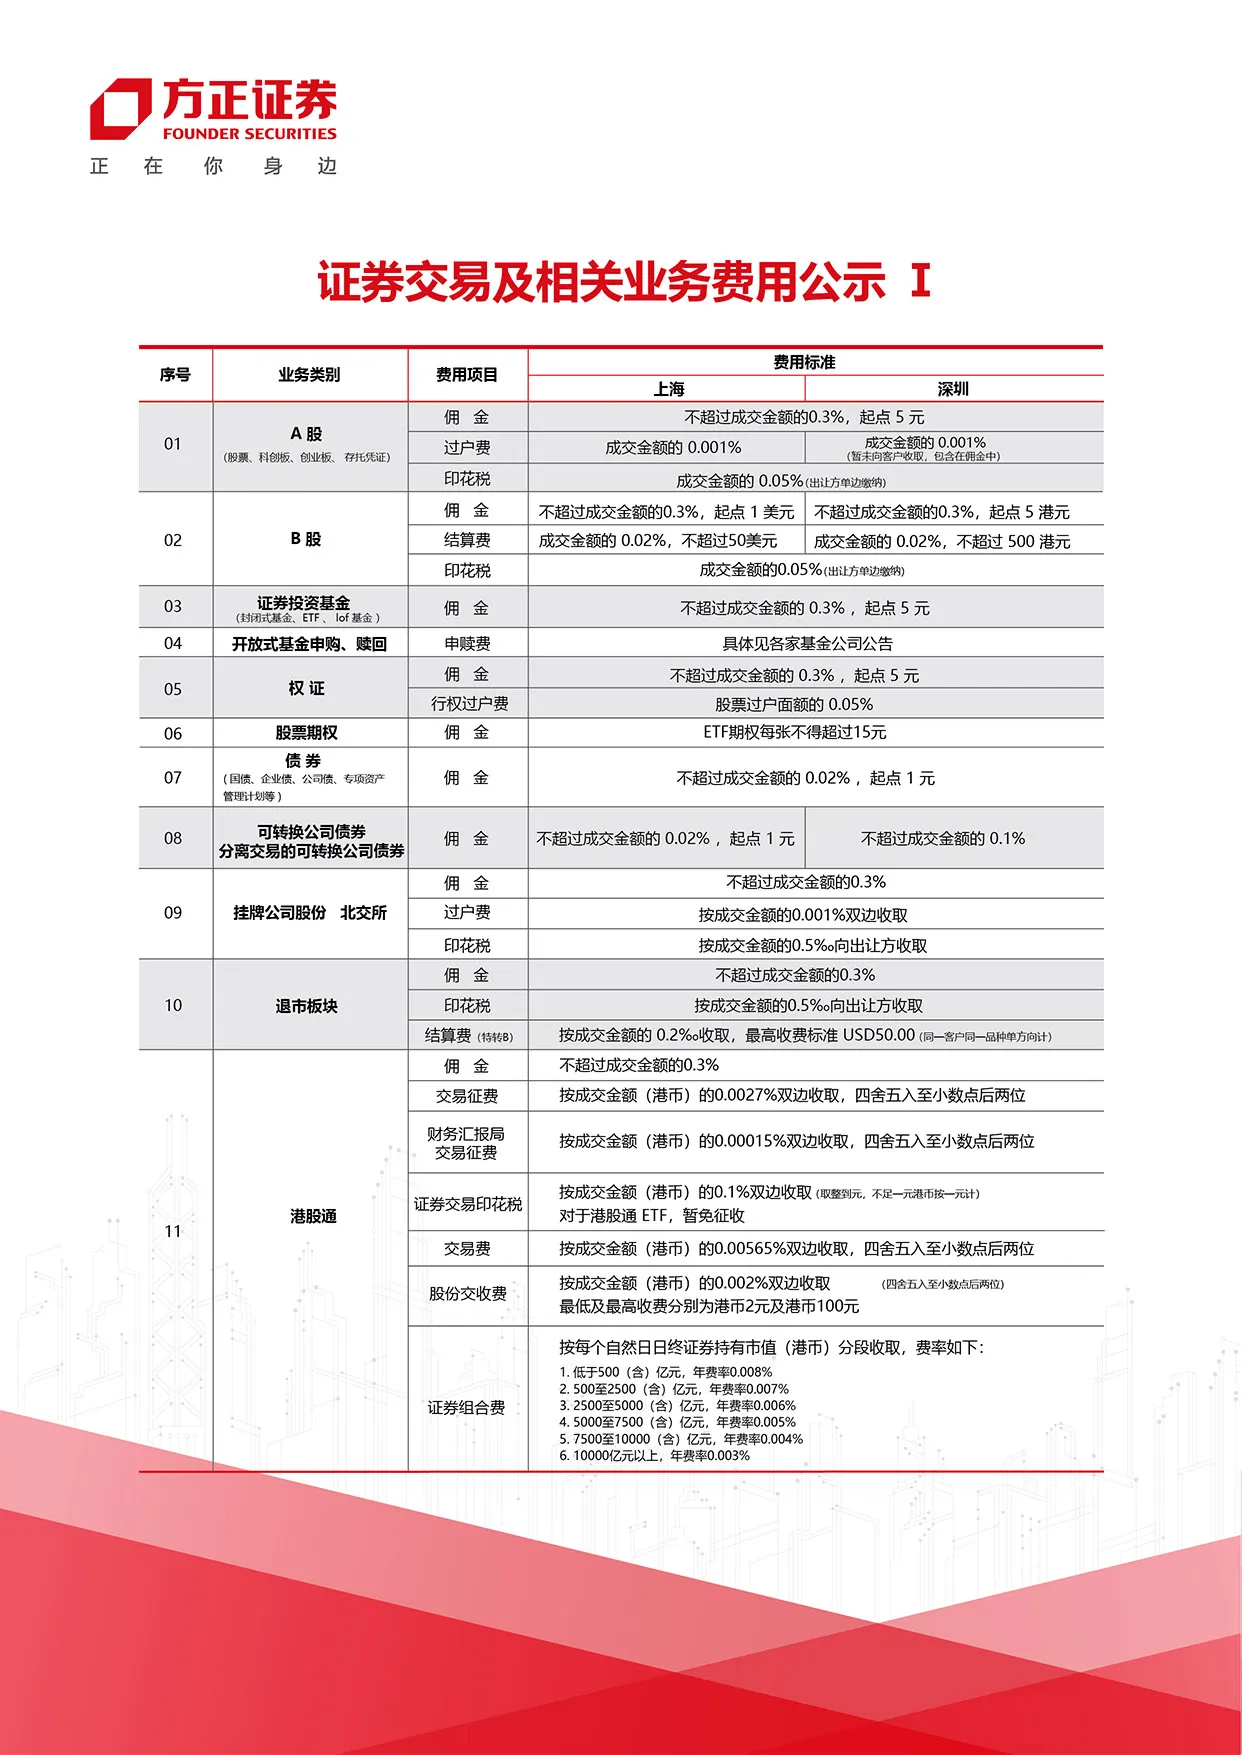 方正证券
FOUNDER SECURITIES
正在你身边
证券交易及相关业务费用公示 I
序号 业务类别 费用项目 费用标准
上海 深圳
01 A 股
(股票、科创板、创业板、存托凭证)
佣 金 不超过成交金额的0.3%，起点 5 元
过户费 成交金额的 0.001% 成交金额的 0.001%
(暂未向客户收取，包含在佣金中)
印花税 成交金额的 0.05%(出让方单边缴纳)
02 B 股
佣 金 不超过成交金额的0.3%，起点 1 美元 不超过成交金额的0.3%，起点 5 港元
结算费 成交金额的 0.02%，不超过50美元 成交金额的 0.02%，不超过 500 港元
印花税 成交金额的0.05%(出让方单边缴纳)
03 证券投资基金
(封闭式基金、ETF 、 lof 基金 )
佣 金 不超过成交金额的 0.3% ，起点 5 元
04 开放式基金申购、赎回 申赎费 具体见各家基金公司公告
05 权 证
佣 金 不超过成交金额的 0.3% ，起点 5 元
行权过户费 股票过户面额的 0.05%
06 股票期权 佣 金 ETF期权每张不得超过15元
07 债 券
( 国债、企业债、公司债、专项资产
管理计划等 )
佣 金 不超过成交金额的 0.02% ，起点 1 元
08 可转换公司债券
分离交易的可转换公司债券
佣 金 不超过成交金额的 0.02% ，起点 1 元 不超过成交金额的 0.1%
09 挂牌公司股份 北交所
佣 金 不超过成交金额的0.3%
过户费 按成交金额的0.001%双边收取
印花税 按成交金额的0.5‰向出让方收取
10 退市板块
佣 金 不超过成交金额的0.3%
印花税 按成交金额的0.5‰向出让方收取
结算费（特转B） 按成交金额的 0.2‰收取，最高收费标准 USD50.00（同一客户同一品种单方向计）
11 港股通
佣 金 不超过成交金额的0.3%
交易征费 按成交金额（港币）的0.0027%双边收取，四舍五入至小数点后两位
财务汇报局
交易征费
按成交金额（港币）的0.00015%双边收取，四舍五入至小数点后两位
证券交易印花税
按成交金额（港币）的0.1%双边收取（取整到元，不足一元港币按一元计）
对于港股通 ETF，暂免征收
交易费 按成交金额（港币）的0.00565%双边收取，四舍五入至小数点后两位
股份交收费
按成交金额（港币）的0.002%双边收取 （四舍五入至小数点后两位）
最低及最高收费分别为港币2元及港币100元
证券组合费
按每个自然日日终证券持有市值（港币）分段收取，费率如下：
1. 低于500（含）亿元，年费率0.008%
2. 500至2500（含）亿元，年费率0.007%
3. 2500至5000（含）亿元，年费率0.006%
4. 5000至7500（含）亿元，年费率0.005%
5. 7500至10000（含）亿元，年费率0.004%
6. 10000亿元以上，年费率0.003%